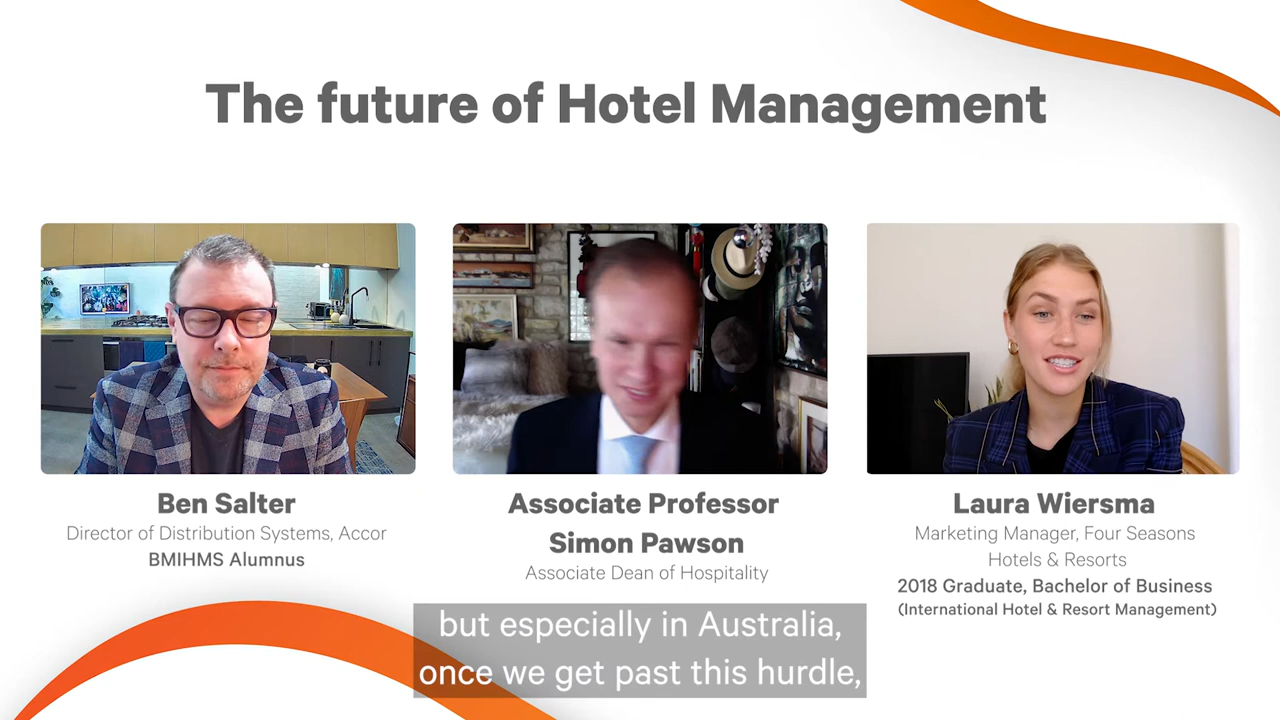 The future of Hotel Management
Ben Salter
Director of Distribution Systems, Accor
BMIHMS Alumnus
Associate Professor
Simon Pawson
Associate Dean of Hospitality
Laura Wiersma
Marketing Manager, Four Seasons
Hotels & Resorts
2018 Graduate, Bachelor of Business
(International Hotel & Resort Management)
but especially in Australia,
once we get past this hurdle,